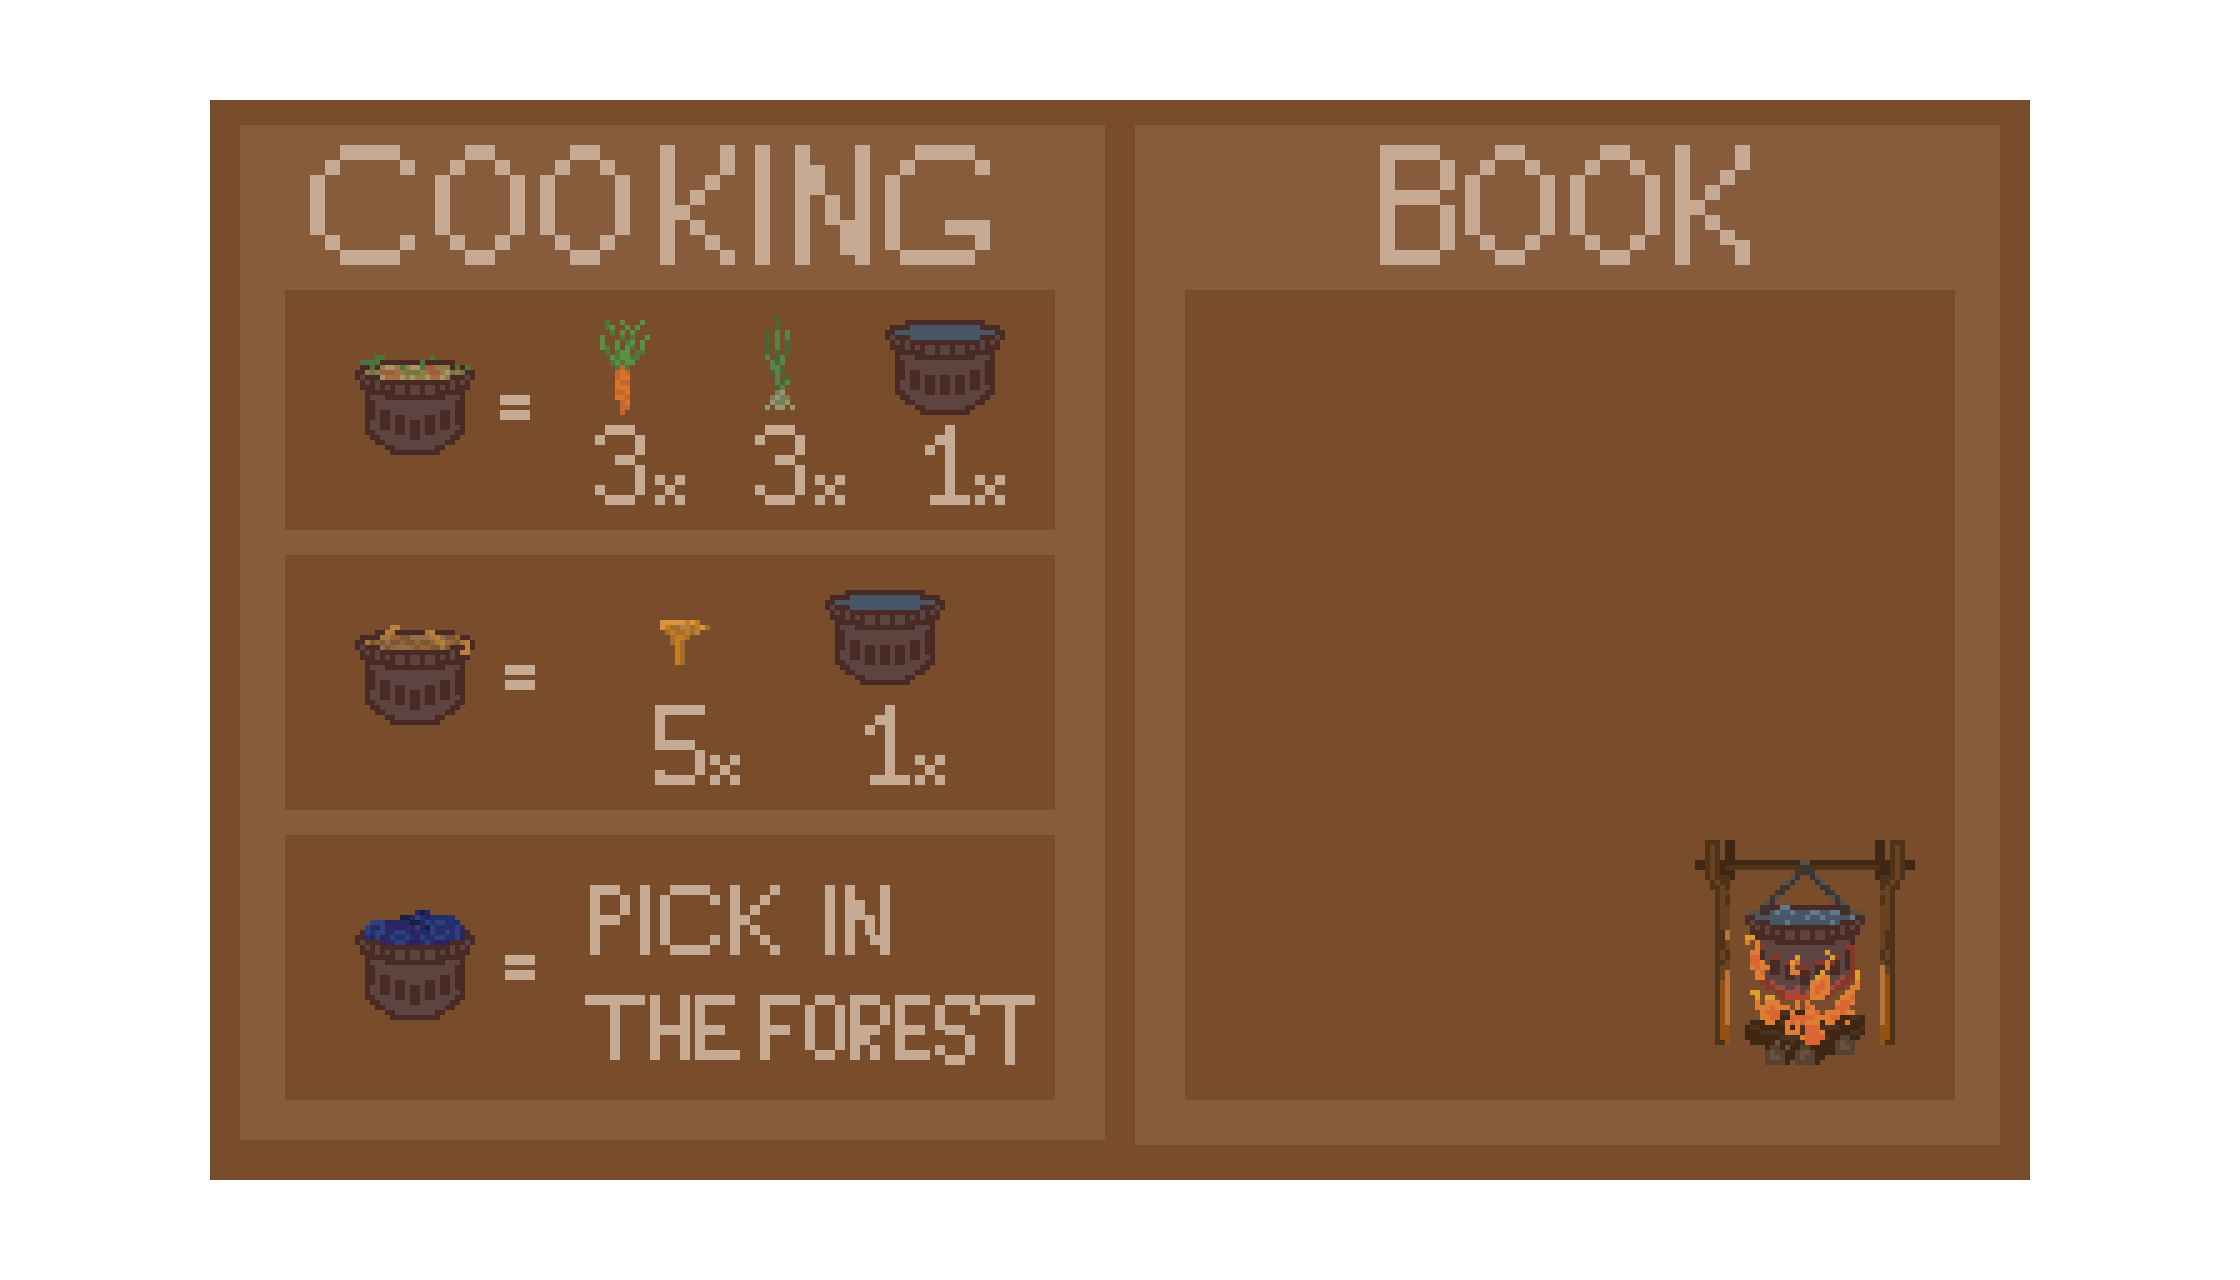 COOKING
BOOK
=
3x 3x 1x
=
5x 1x
=
PICK IN
THE FOREST